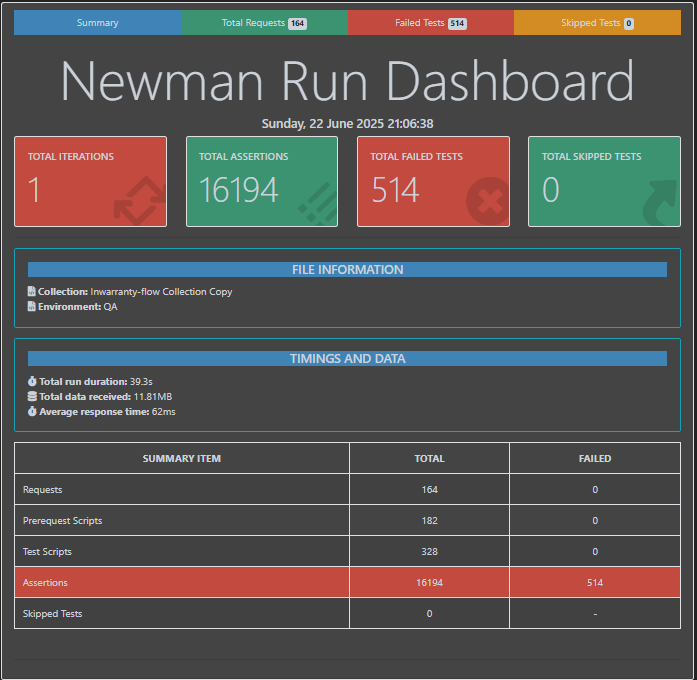 Summary Total Requests 164 Failed Tests 514 Skipped Tests 0
Newman Run Dashboard
Sunday, 22 June 2025 21:06:38
TOTAL ITERATIONS
1
TOTAL ASSERTIONS
16194
TOTAL FAILED TESTS
514
TOTAL SKIPPED TESTS
0
FILE INFORMATION
Collection: Inwarranty-flow Collection Copy
Environment: QA
TIMINGS AND DATA
Total run duration: 39.3s
Total data received: 11.81MB
Average response time: 62ms
SUMMARY ITEM TOTAL FAILED
Requests 164 0
Prerequest Scripts 182 0
Test Scripts 328 0
Assertions 16194 514
Skipped Tests 0 -